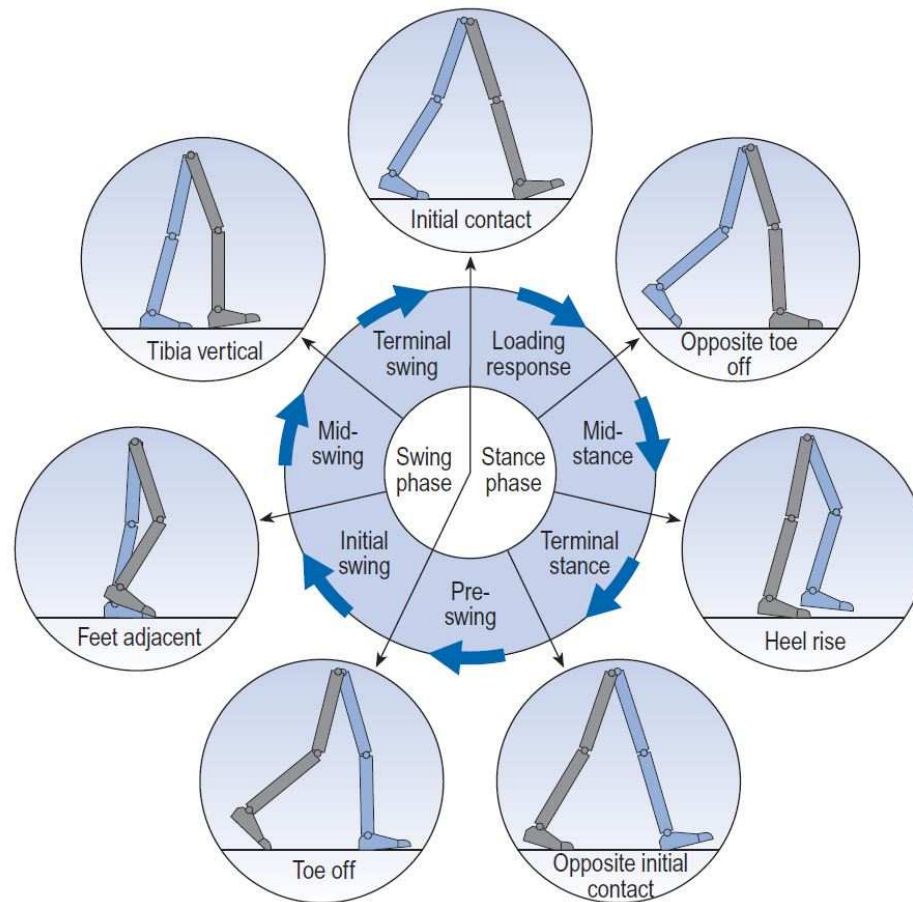 Initial contact
Tibia vertical
Opposite toe
off
Terminal
swing
Loading
response
Mid-
swing
Swing
phase
Stance
phase
Mid-
stance
Initial
swing
Pre-
swing
Terminal
stance
Feet adjacent
Heel rise
Toe off
Opposite initial
contact